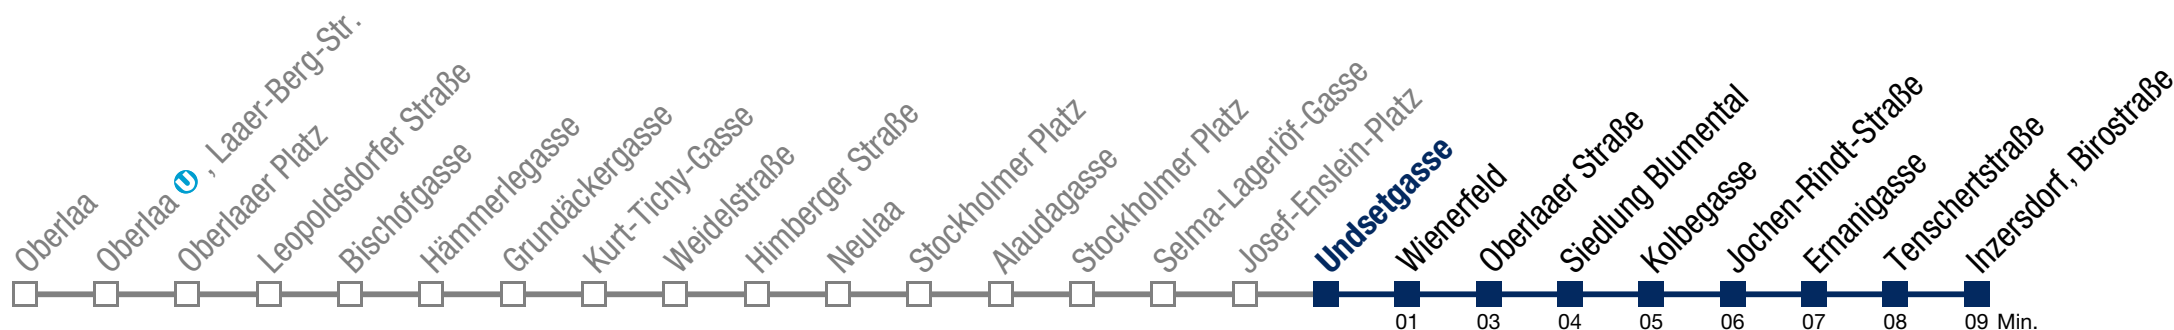 Oberlaa
Oberlaa U, Laaer-Berg-Str.
Oberlaaer Platz
Leopoldsdorfer Straße
Bischofgasse
Hämmerlegasse
Grundäckergasse
Kurt-Tichy-Gasse
Weidelstraße
Himberger Straße
Neulaa
Stockholmer Platz
Alaudagasse
Stockholmer Platz
Selma-Lagerlöf-Gasse
Josef-Enslein-Platz
Undsetgasse
Wienerfeld
Oberlaaer Straße
Siedlung Blumental
Kolbegasse
Jochen-Rindt-Straße
Ernanigasse
Tenschertstraße
Inzersdorf, Birostraße
01 03 04 05 06 07 08 09 Min.